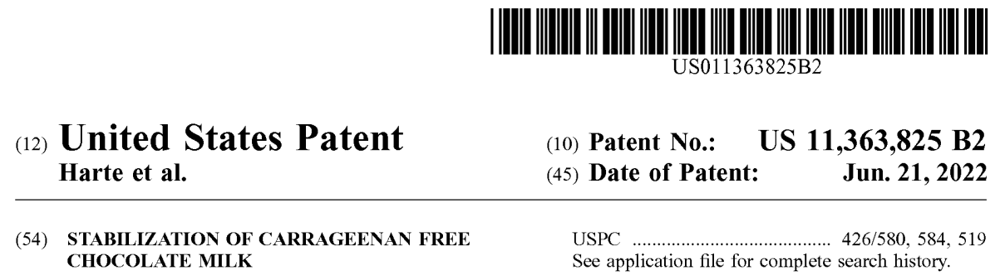 US011363825B2
(12) United States Patent
Harte et al.
(10) Patent No.: US 11,363,825 B2
(45) Date of Patent: Jun. 21, 2022
(54) STABILIZATION OF CARRAGEENAN FREE
CHOCOLATE MILK
USPC ........................................ 426/580, 584, 519
See application file for complete search history.